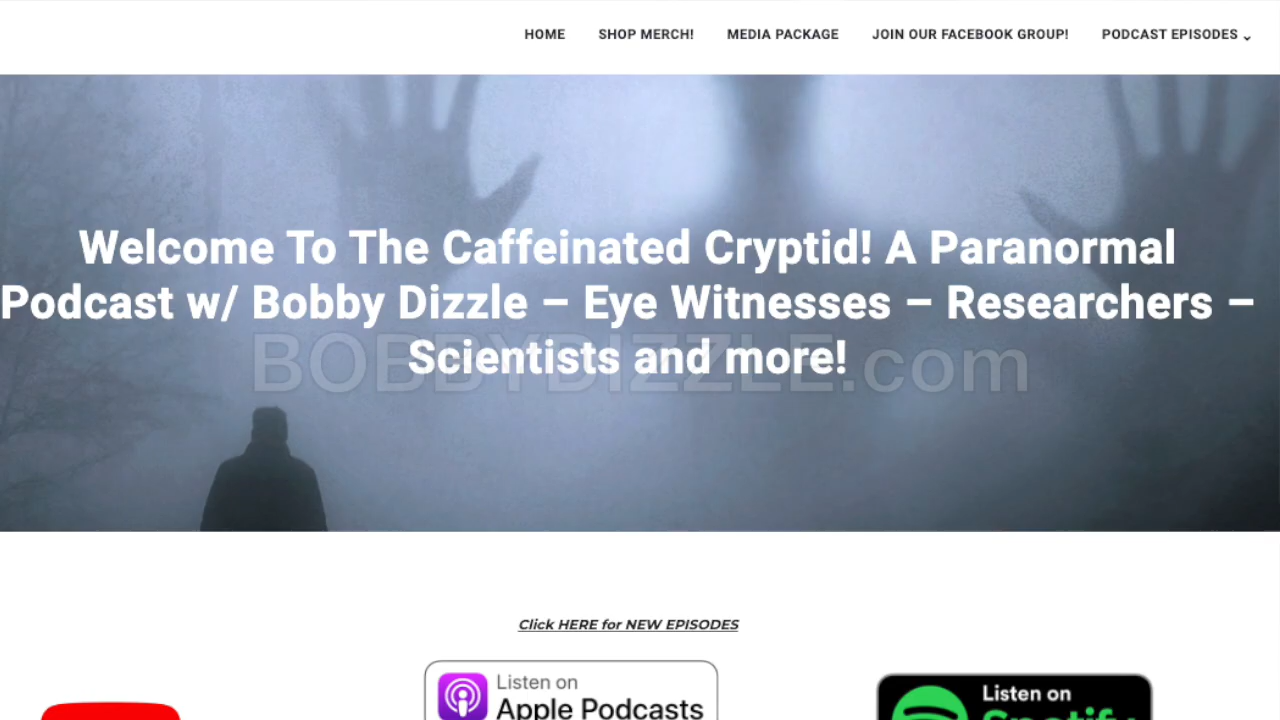 HOME SHOP MERCH! MEDIA PACKAGE JOIN OUR FACEBOOK GROUP! PODCAST EPISODES
Welcome To The Caffeinated Cryptid! A Paranormal
Podcast w/ Bobby Dizzle – Eye Witnesses – Researchers –
Scientists and more!
BOBBYDIZZLE.com
Click HERE for NEW EPISODES
Listen on
Apple Podcasts
Listen on
Spotify